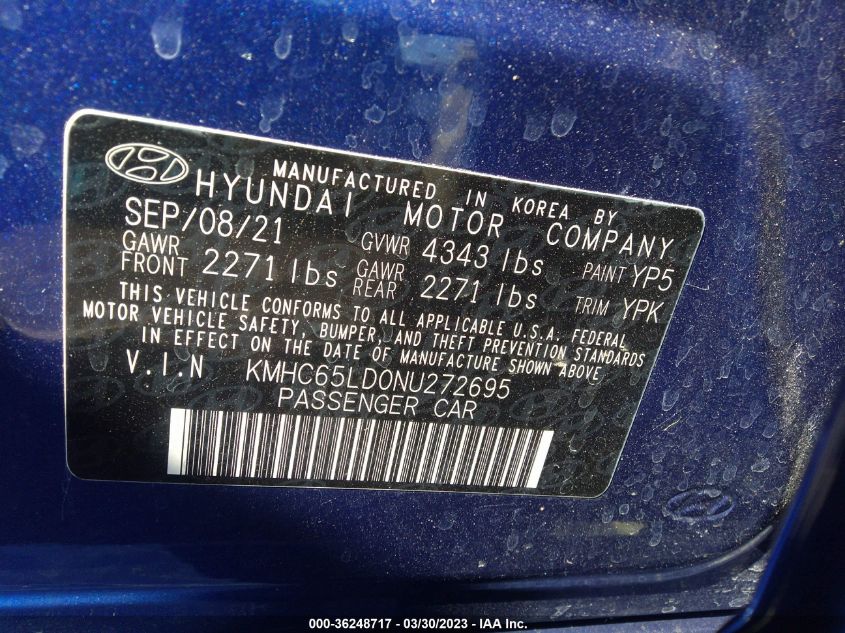 MANUFACTURED IN KOREA BY
HYUNDAI MOTOR COMPANY
SEP/08/21 GVWR 4343 lbs PAINT YP5
GAWR FRONT 2271 lbs GAWR REAR 2271 lbs TRIM YPK
THIS VEHICLE CONFORMS TO ALL APPLICABLE U.S.A. FEDERAL
MOTOR VEHICLE SAFETY, BUMPER, AND THEFT PREVENTION STANDARDS
IN EFFECT ON THE DATE OF MANUFACTURE SHOWN ABOVE
V.I.N KMHC65LD0NU272695
PASSENGER CAR
000-36248717 — 03/30/2023 — IAA Inc.